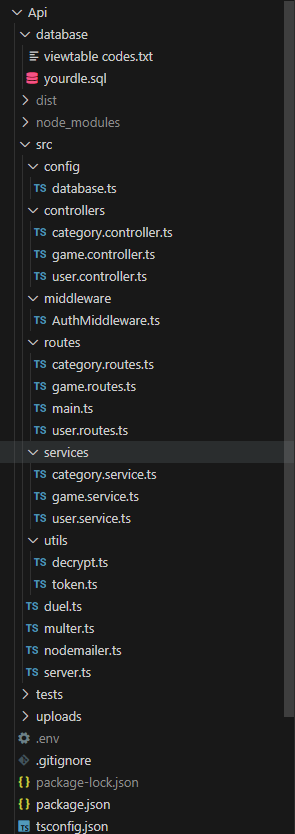 Api
database
viewtable codes.txt
yourdle.sql
dist
node_modules
src
config
TS database.ts
controllers
TS category.controller.ts
TS game.controller.ts
TS user.controller.ts
middleware
TS AuthMiddleware.ts
routes
TS category.routes.ts
TS game.routes.ts
TS main.ts
TS user.routes.ts
services
TS category.service.ts
TS game.service.ts
TS user.service.ts
utils
TS decrypt.ts
TS token.ts
TS duel.ts
TS multer.ts
TS nodemailer.ts
TS server.ts
tests
uploads
.env
.gitignore
{} package-lock.json
{} package.json
TS tsconfig.json